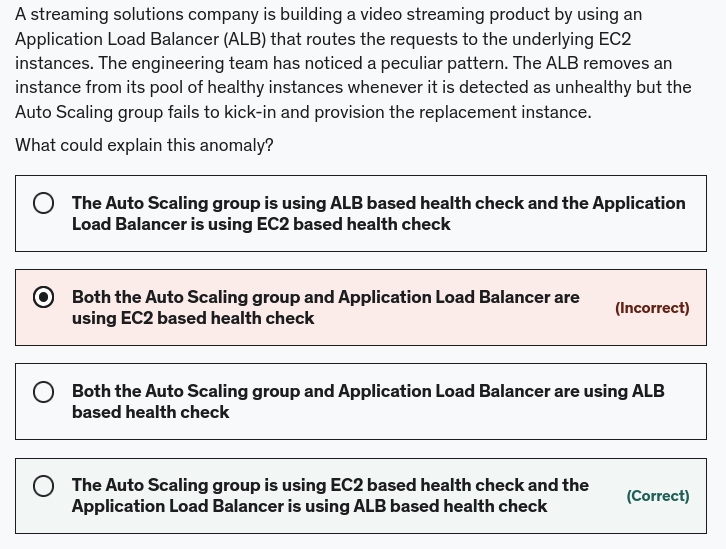 A streaming solutions company is building a video streaming product by using an
Application Load Balancer (ALB) that routes the requests to the underlying EC2
instances. The engineering team has noticed a peculiar pattern. The ALB removes an
instance from its pool of healthy instances whenever it is detected as unhealthy but the
Auto Scaling group fails to kick-in and provision the replacement instance.
What could explain this anomaly?
The Auto Scaling group is using ALB based health check and the Application
Load Balancer is using EC2 based health check
Both the Auto Scaling group and Application Load Balancer are
using EC2 based health check
(Incorrect)
Both the Auto Scaling group and Application Load Balancer are using ALB
based health check
The Auto Scaling group is using EC2 based health check and the
Application Load Balancer is using ALB based health check
(Correct)